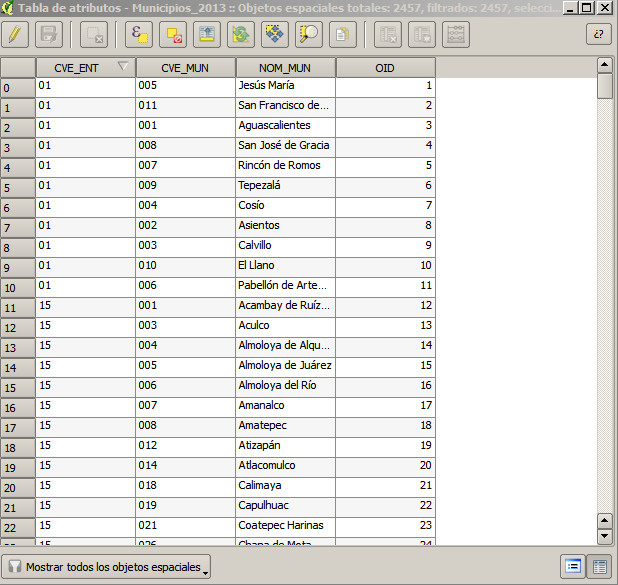 Tabla de atributos - Municipios_2013 :: Objetos espaciales totales: 2457, filtrados: 2457, selecci...
¿?
CVE_ENT CVE_MUN NOM_MUN OID
0 01 005 Jesús María 1
1 01 011 San Francisco de... 2
2 01 001 Aguascalientes 3
3 01 008 San José de Gracia 4
4 01 007 Rincón de Romos 5
5 01 009 Tepezalá 6
6 01 004 Cosío 7
7 01 002 Asientos 8
8 01 003 Calvillo 9
9 01 010 El Llano 10
10 01 006 Pabellón de Arte... 11
11 15 001 Acambay de Ruíz... 12
12 15 003 Aculco 13
13 15 004 Almoloya de Alqu... 14
14 15 005 Almoloya de Juárez 15
15 15 006 Almoloya del Río 16
16 15 007 Amanalco 17
17 15 008 Amatepec 18
18 15 012 Atizapán 19
19 15 014 Atlacomulco 20
20 15 018 Calimaya 21
21 15 019 Capulhuac 22
22 15 021 Coatepec Harinas 23
23 15 026 Chapa de Mota 24
Mostrar todos los objetos espaciales